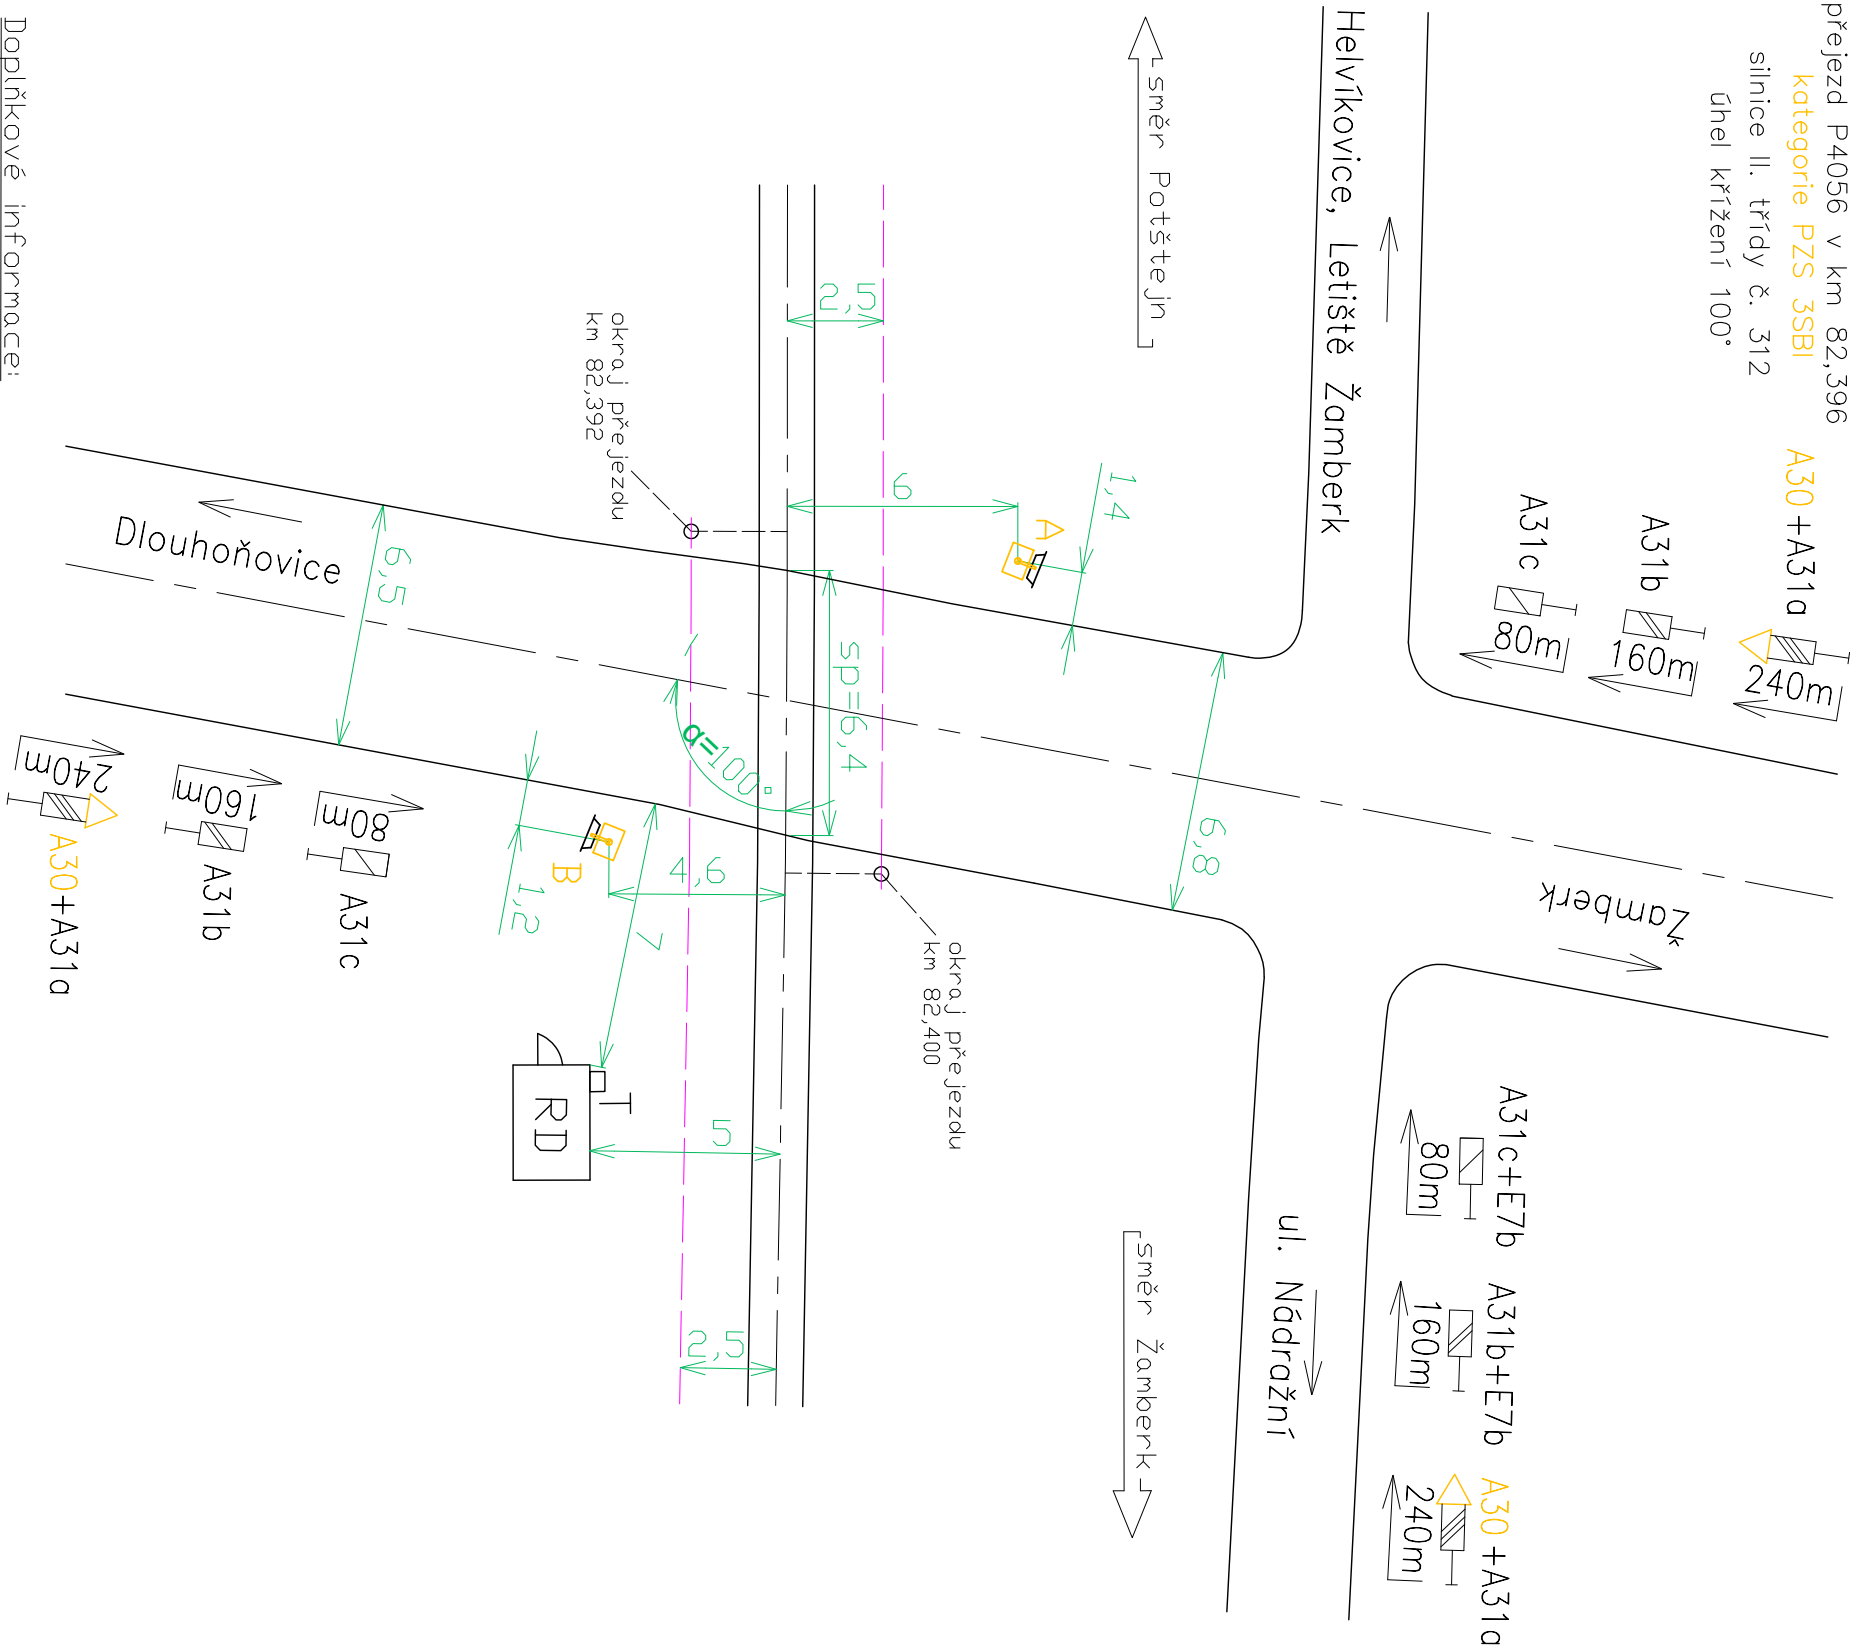 přejezd P4056 v km 82,396
kategorie PZS 3SBI
silnice II. třídy č. 312
úhel křížení 100°
A30+A31a
240m
A31b
160m
A31c
80m
Helvíkovice, Letiště Žamberk
směr Potštejn
1,4
A
6
2,5
okraj přejezdu
km 82,392
sp=6,4
α=100°
6,8
Žamberk
6,5
Dlouhoňovice
Doplňkové informace:
okraj přejezdu
km 82,400
4,6
B
1,2
7
T
RD
5
2,5
80m
A31c
160m
A31b
240m
A30+A31a
směr Žamberk
ul. Nádražní
A31c+E7b
80m
A31b+E7b
160m
A30+A31a
240m